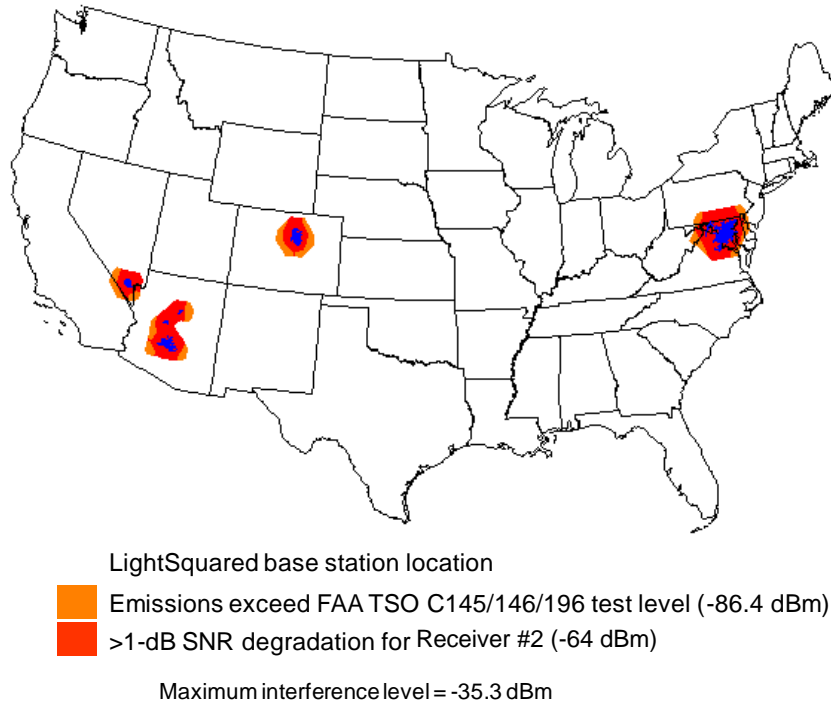 LightSquared base station location
Emissions exceed FAA TSO C145/146/196 test level (-86.4 dBm)
>1-dB SNR degradation for Receiver #2 (-64 dBm)
Maximum interference level = -35.3 dBm